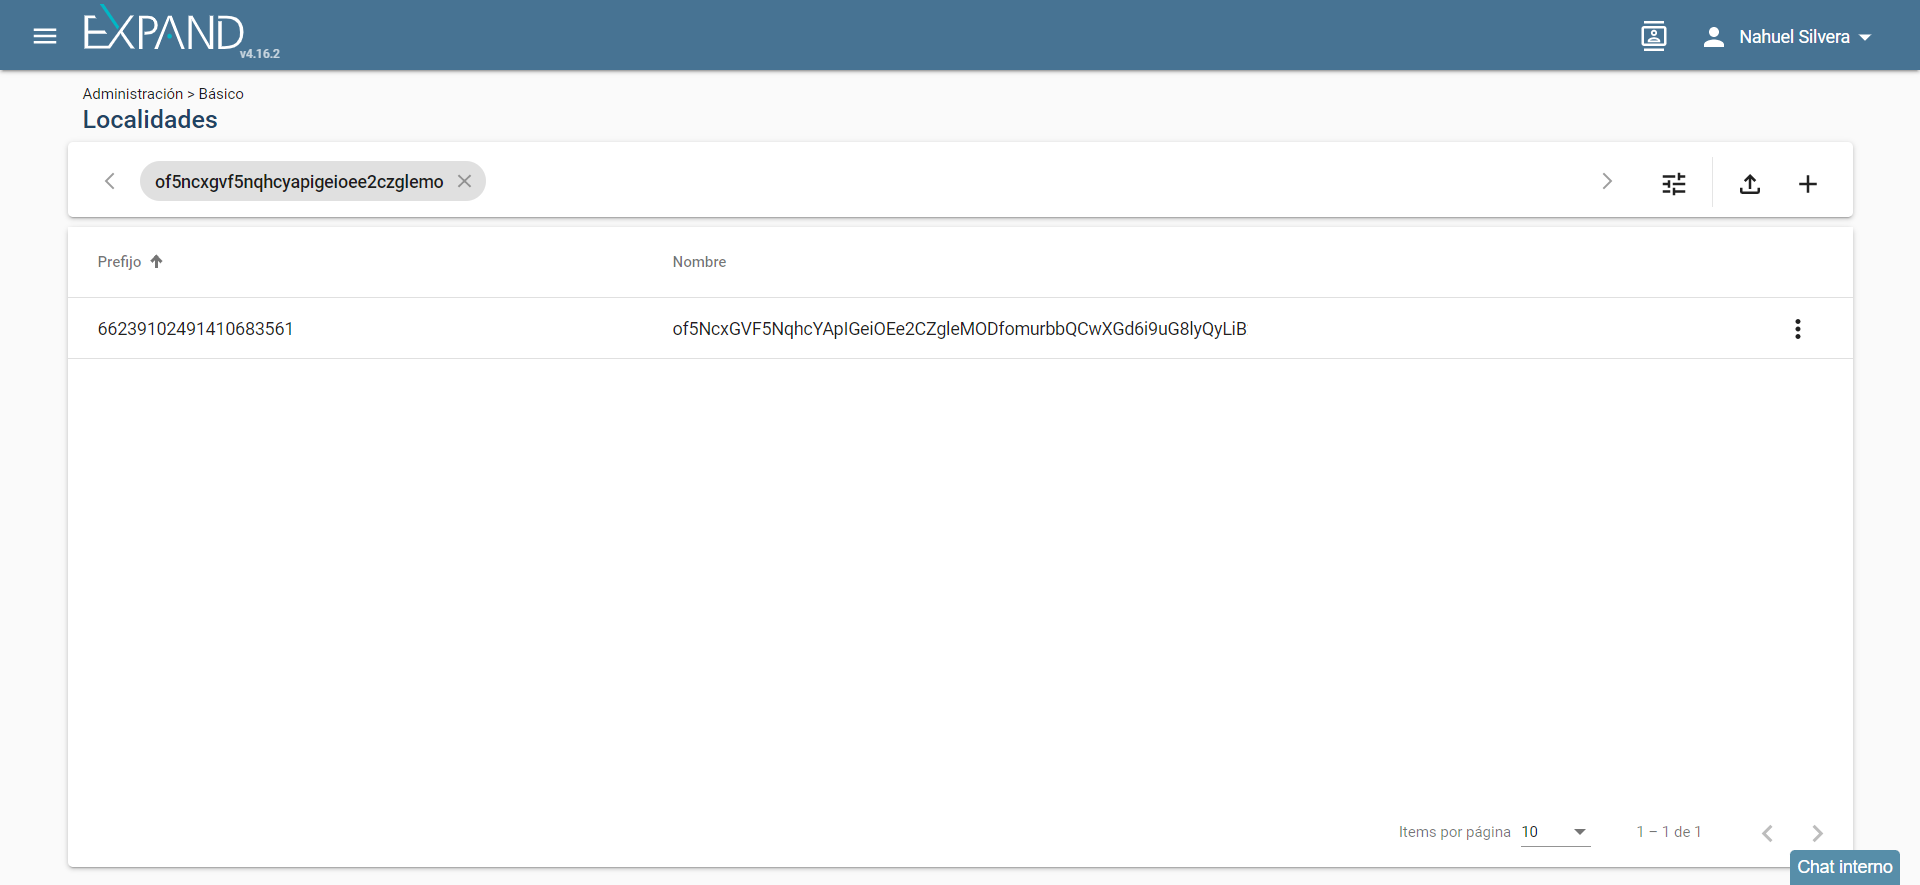 EXPAND
v4.16.2
Nahuel Silvera
Administración > Básico
Localidades
of5ncxgvf5nqhcyapigeioee2czglemo
Prefijo
Nombre
66239102491410683561
of5NcxGVF5NqhcYApIGeiOEe2CZgleMODfomurbbQCwXGd6i9uG8lyQyLiB
Items por página
10
1 – 1 de 1
Chat interno